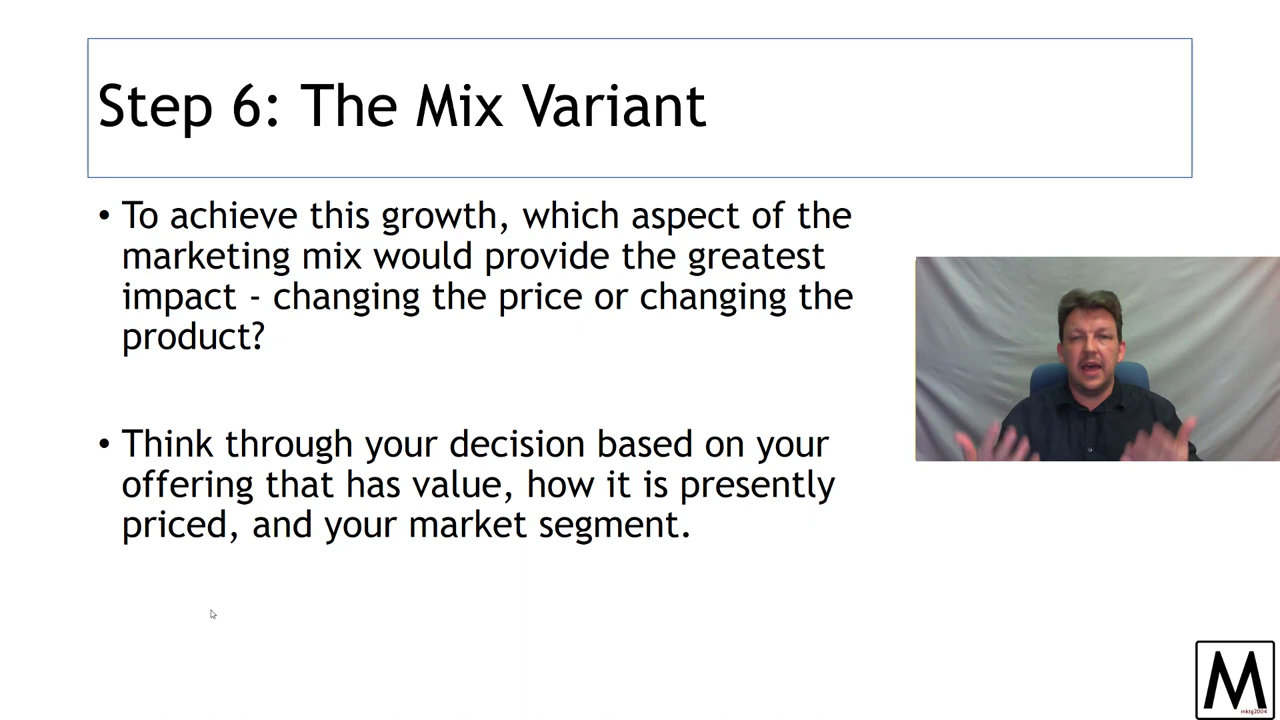 Step 6: The Mix Variant
• To achieve this growth, which aspect of the
marketing mix would provide the greatest
impact - changing the price or changing the
product?
• Think through your decision based on your
offering that has value, how it is presently
priced, and your market segment.
M
mktg2004